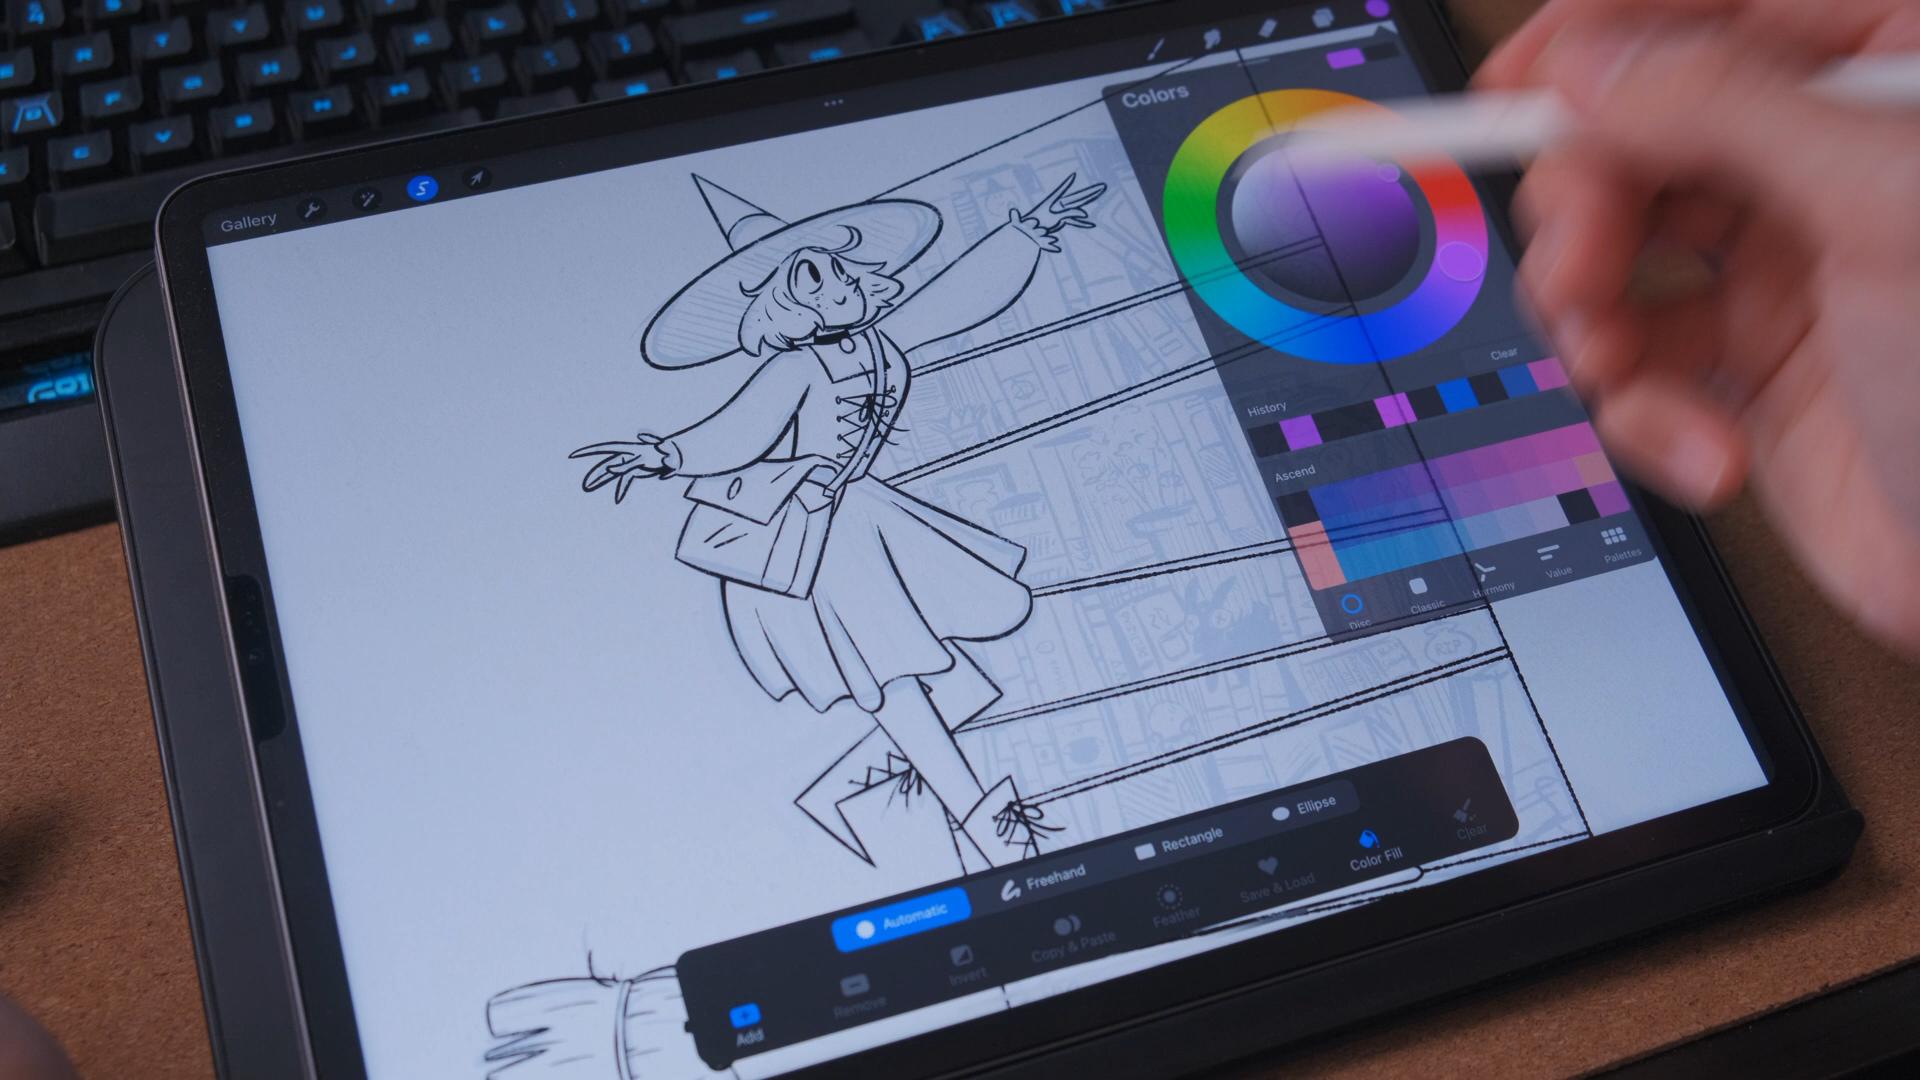 Gallery
Colors
Clear
History
Ascend
Disc
Classic
Harmony
Value
Palettes
RIP
Automatic
Freehand
Rectangle
Ellipse
Add
Remove
Invert
Copy & Paste
Feather
Save & Load
Color Fill
Clear